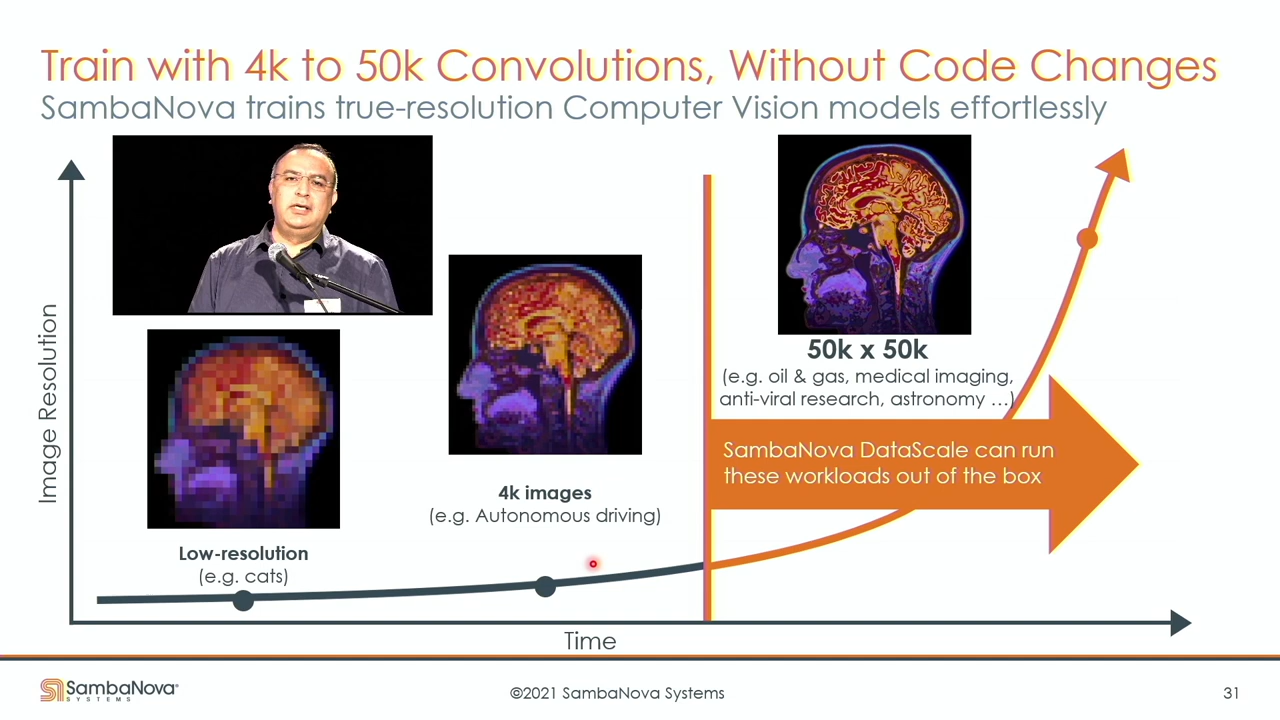 Train with 4k to 50k Convolutions, Without Code Changes
SambaNova trains true-resolution Computer Vision models effortlessly
Image Resolution
Low-resolution
(e.g. cats)
4k images
(e.g. Autonomous driving)
50k x 50k
(e.g. oil & gas, medical imaging,
anti-viral research, astronomy …)
SambaNova DataScale can run
these workloads out of the box
Time
SambaNova®
SYSTEMS
©2021 SambaNova Systems
31